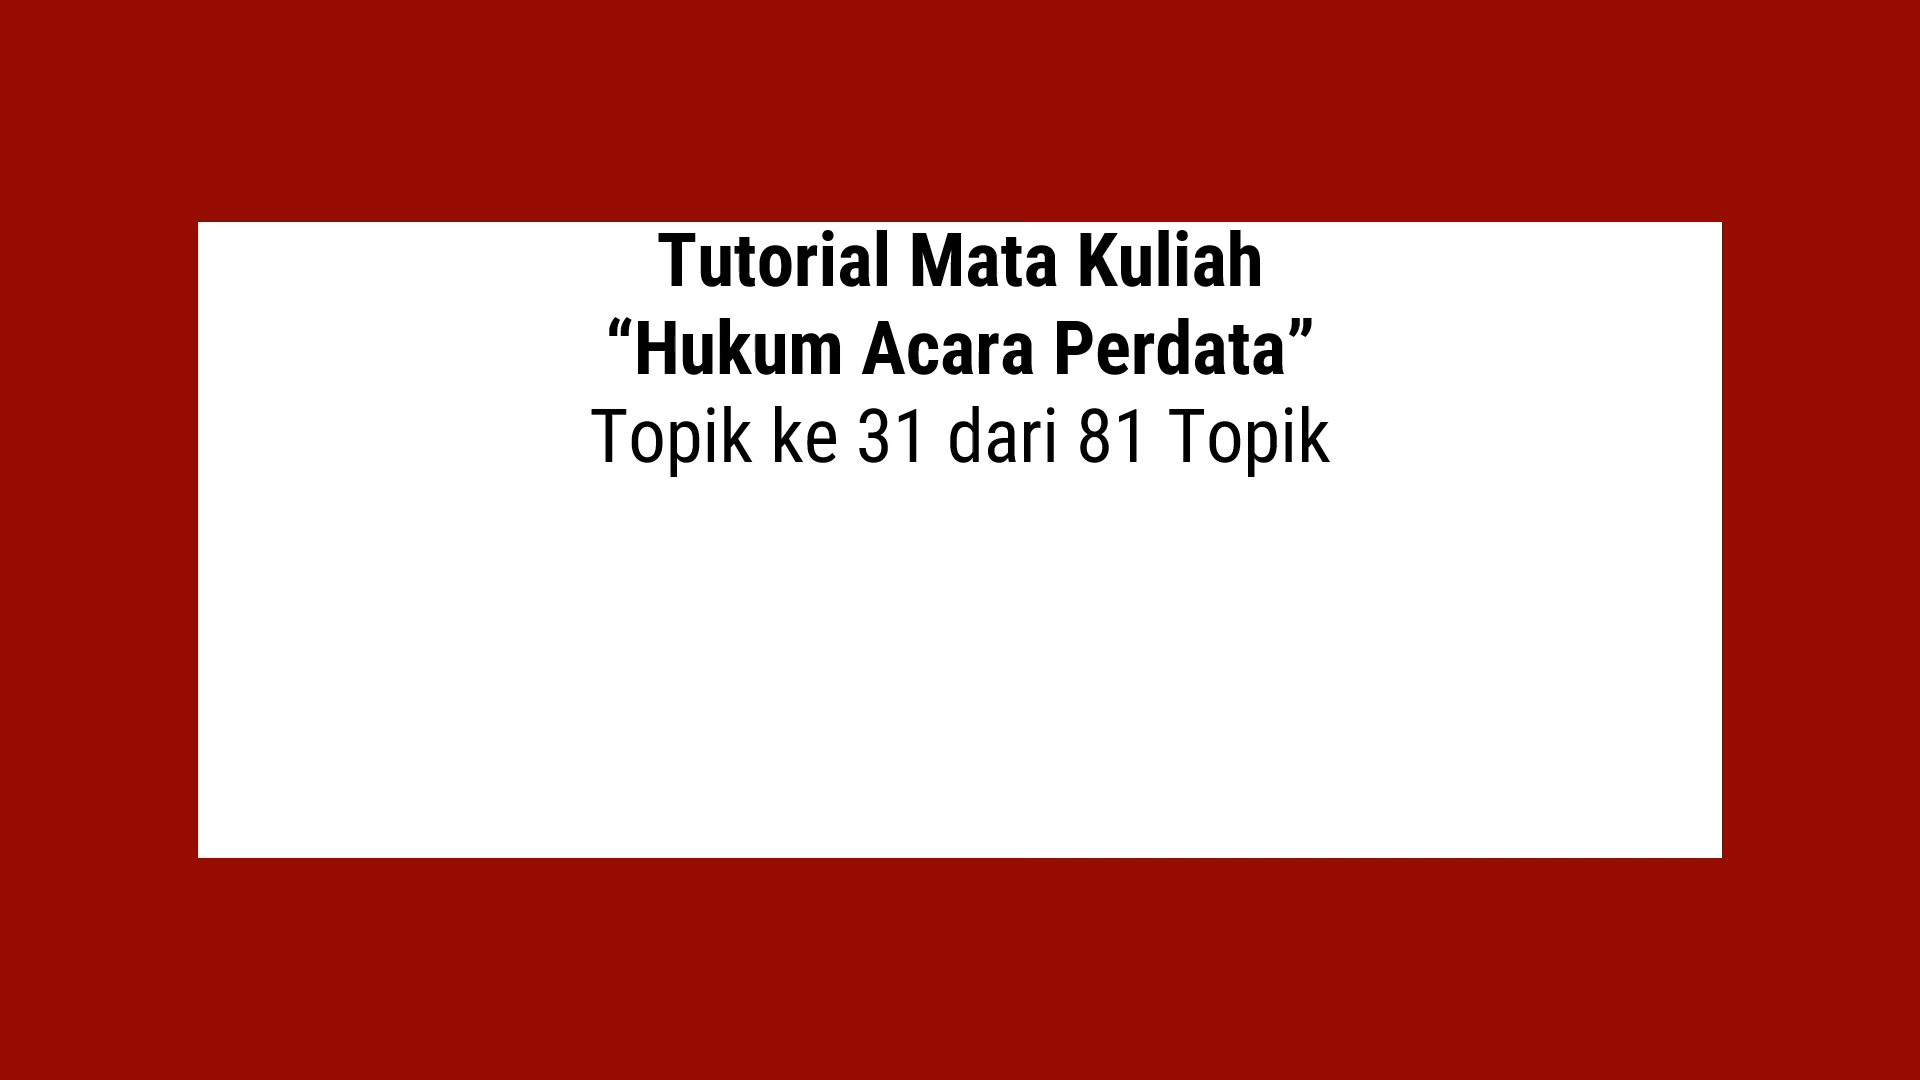 Tutorial Mata Kuliah
“Hukum Acara Perdata”
Topik ke 31 dari 81 Topik